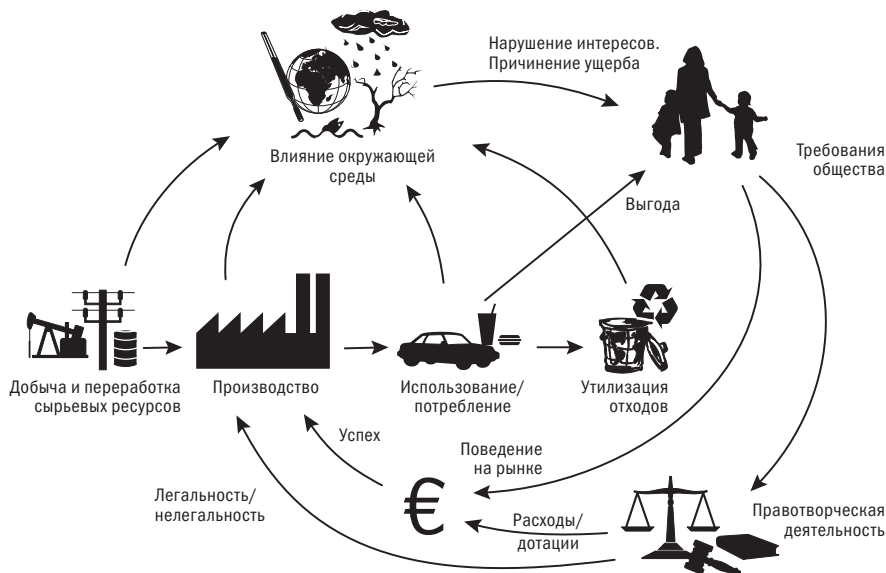 Нарушение интересов.
Причинение ущерба
Влияние окружающей
среды
Требования
общества
Выгода
Добыча и переработка
сырьевых ресурсов
Производство
Использование/
потребление
Утилизация
отходов
Успех
Поведение
на рынке
Легальность/
нелегальность
€
Расходы/
дотации
Правотворческая
деятельность